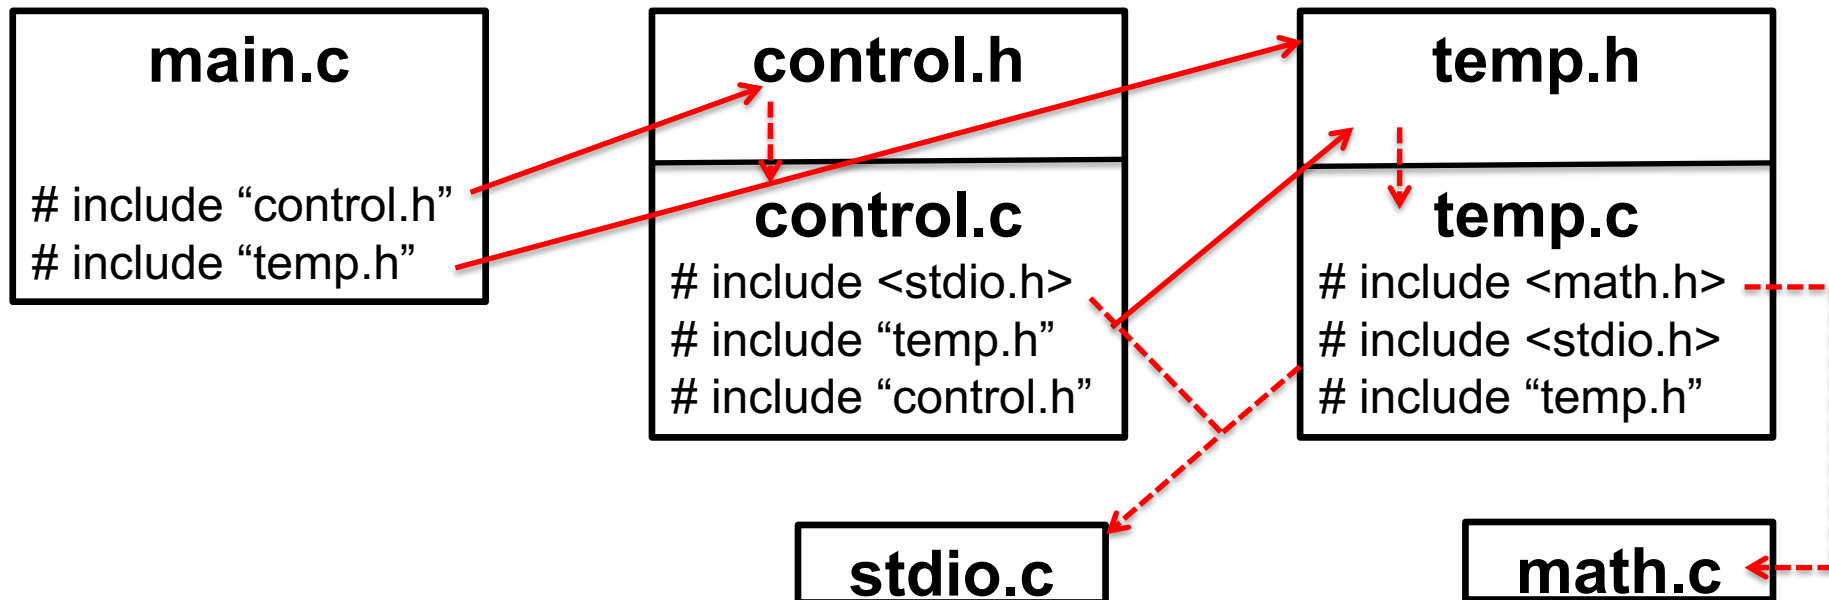 main.c
# include “control.h”
# include “temp.h”
control.h
control.c
# include <stdio.h>
# include “temp.h”
# include “control.h”
temp.h
temp.c
# include <math.h>
# include <stdio.h>
# include “temp.h”
stdio.c
math.c